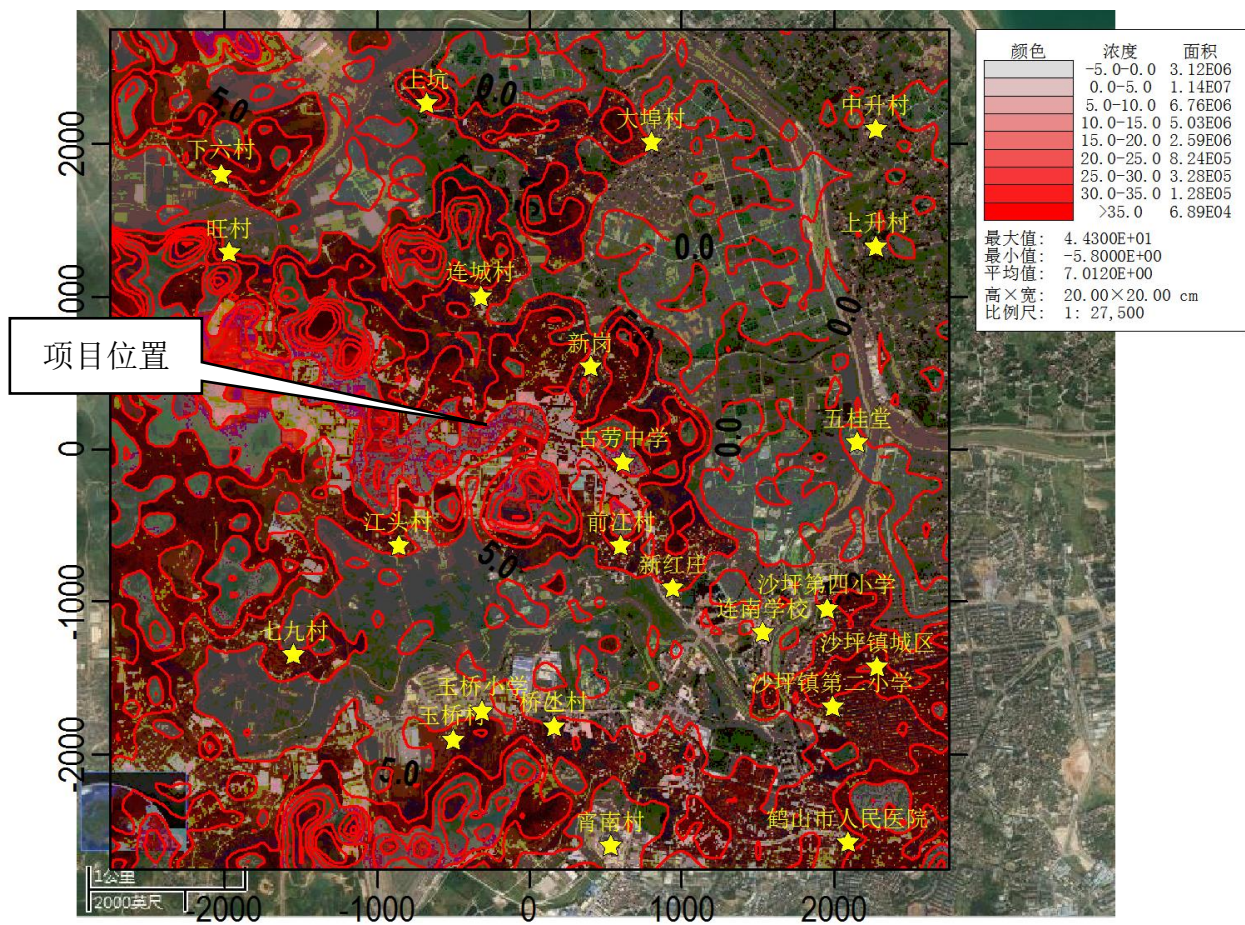 颜色 浓度 面积
-5.0-0.0 3.12E06
0.0-5.0 1.14E07
5.0-10.0 6.76E06
10.0-15.0 5.03E06
15.0-20.0 2.59E06
20.0-25.0 8.24E05
25.0-30.0 3.28E05
30.0-35.0 1.28E05
>35.0 6.89E04
最大值: 4.4300E+01
最小值: -5.8000E+00
平均值: 7.0120E+00
高×宽: 20.00×20.00 cm
比例尺: 1: 27,500
上坑
0.0
5.0
大埠村
中升村
2000
下六村
旺村
上升村
0.0
连城村
0.0
新岗
项目位置
五桂堂
0.0
古劳中学
0
江头村
前江村
5.0
新红庄
沙坪第四小学
-1000
连南学校
七九村
沙坪镇城区
沙坪镇第二小学
玉桥小学
玉桥村
-2000
5.0
霄南村
鹤山市人民医院
1公里
2000英尺
-2000
-1000
0
1000
2000